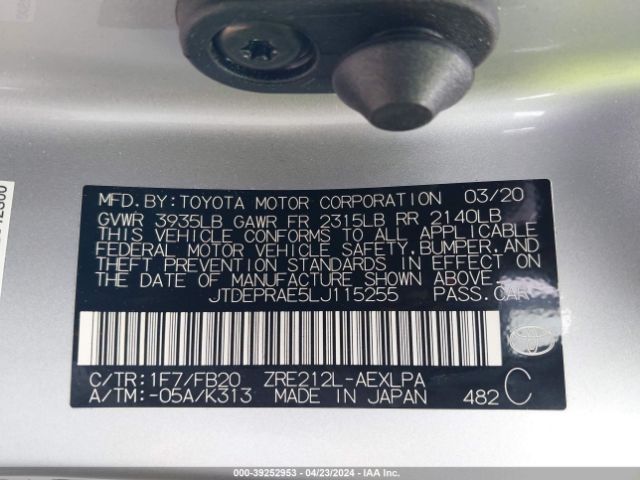 MFD.BY:TOYOTA MOTOR CORPORATION 03/20
GVWR 3935LB GAWR FR 2315LB RR 2140LB
THIS VEHICLE CONFORMS TO ALL APPLICABLE
FEDERAL MOTOR VEHICLE SAFETY, BUMPER, AND
THEFT PREVENTION STANDARDS IN EFFECT ON
THE DATE OF MANUFACTURE SHOWN ABOVE.
JTDEPRAE5LJ115255 PASS.CAR
C/TR:1F7/FB20 ZRE212L-AEXLPA
A/TM:-05A/K313 MADE IN JAPAN 482 C
000-39252953 - 04/23/2024 - IAA Inc.